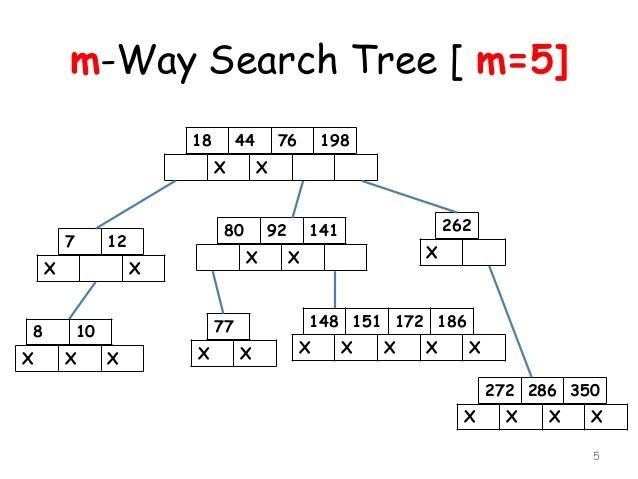 m-Way Search Tree [ m=5]
18 44 76 198
X X
7 12
X X
80 92 141
X X
262
X
8 10
X X X
77
X X
148 151 172 186
X X X X X
272 286 350
X X X X
5